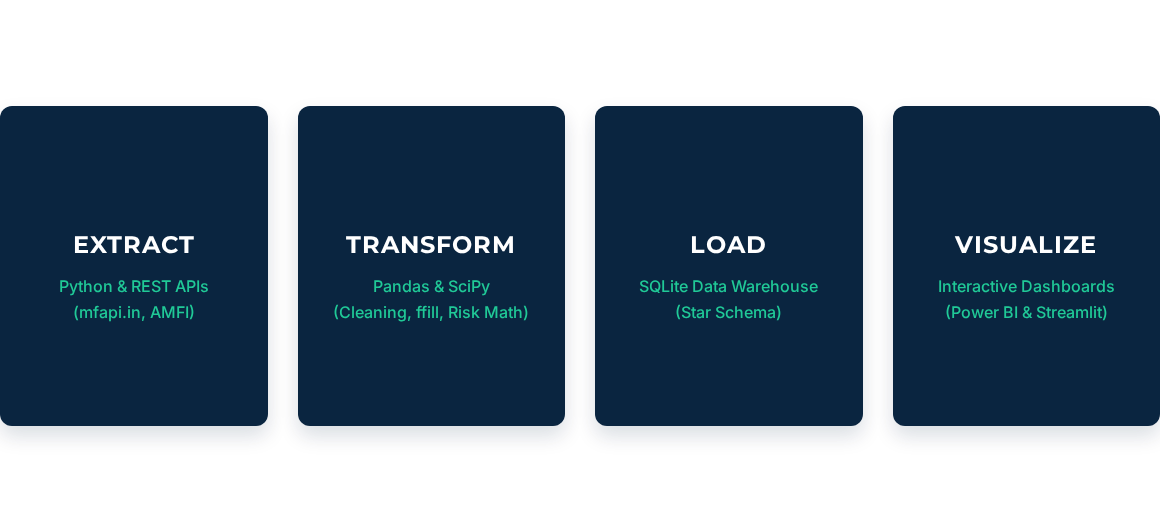 EXTRACT
Python & REST APIs
(mfapi.in, AMFI)
TRANSFORM
Pandas & SciPy
(Cleaning, ffill, Risk Math)
LOAD
SQLite Data Warehouse
(Star Schema)
VISUALIZE
Interactive Dashboards
(Power BI & Streamlit)